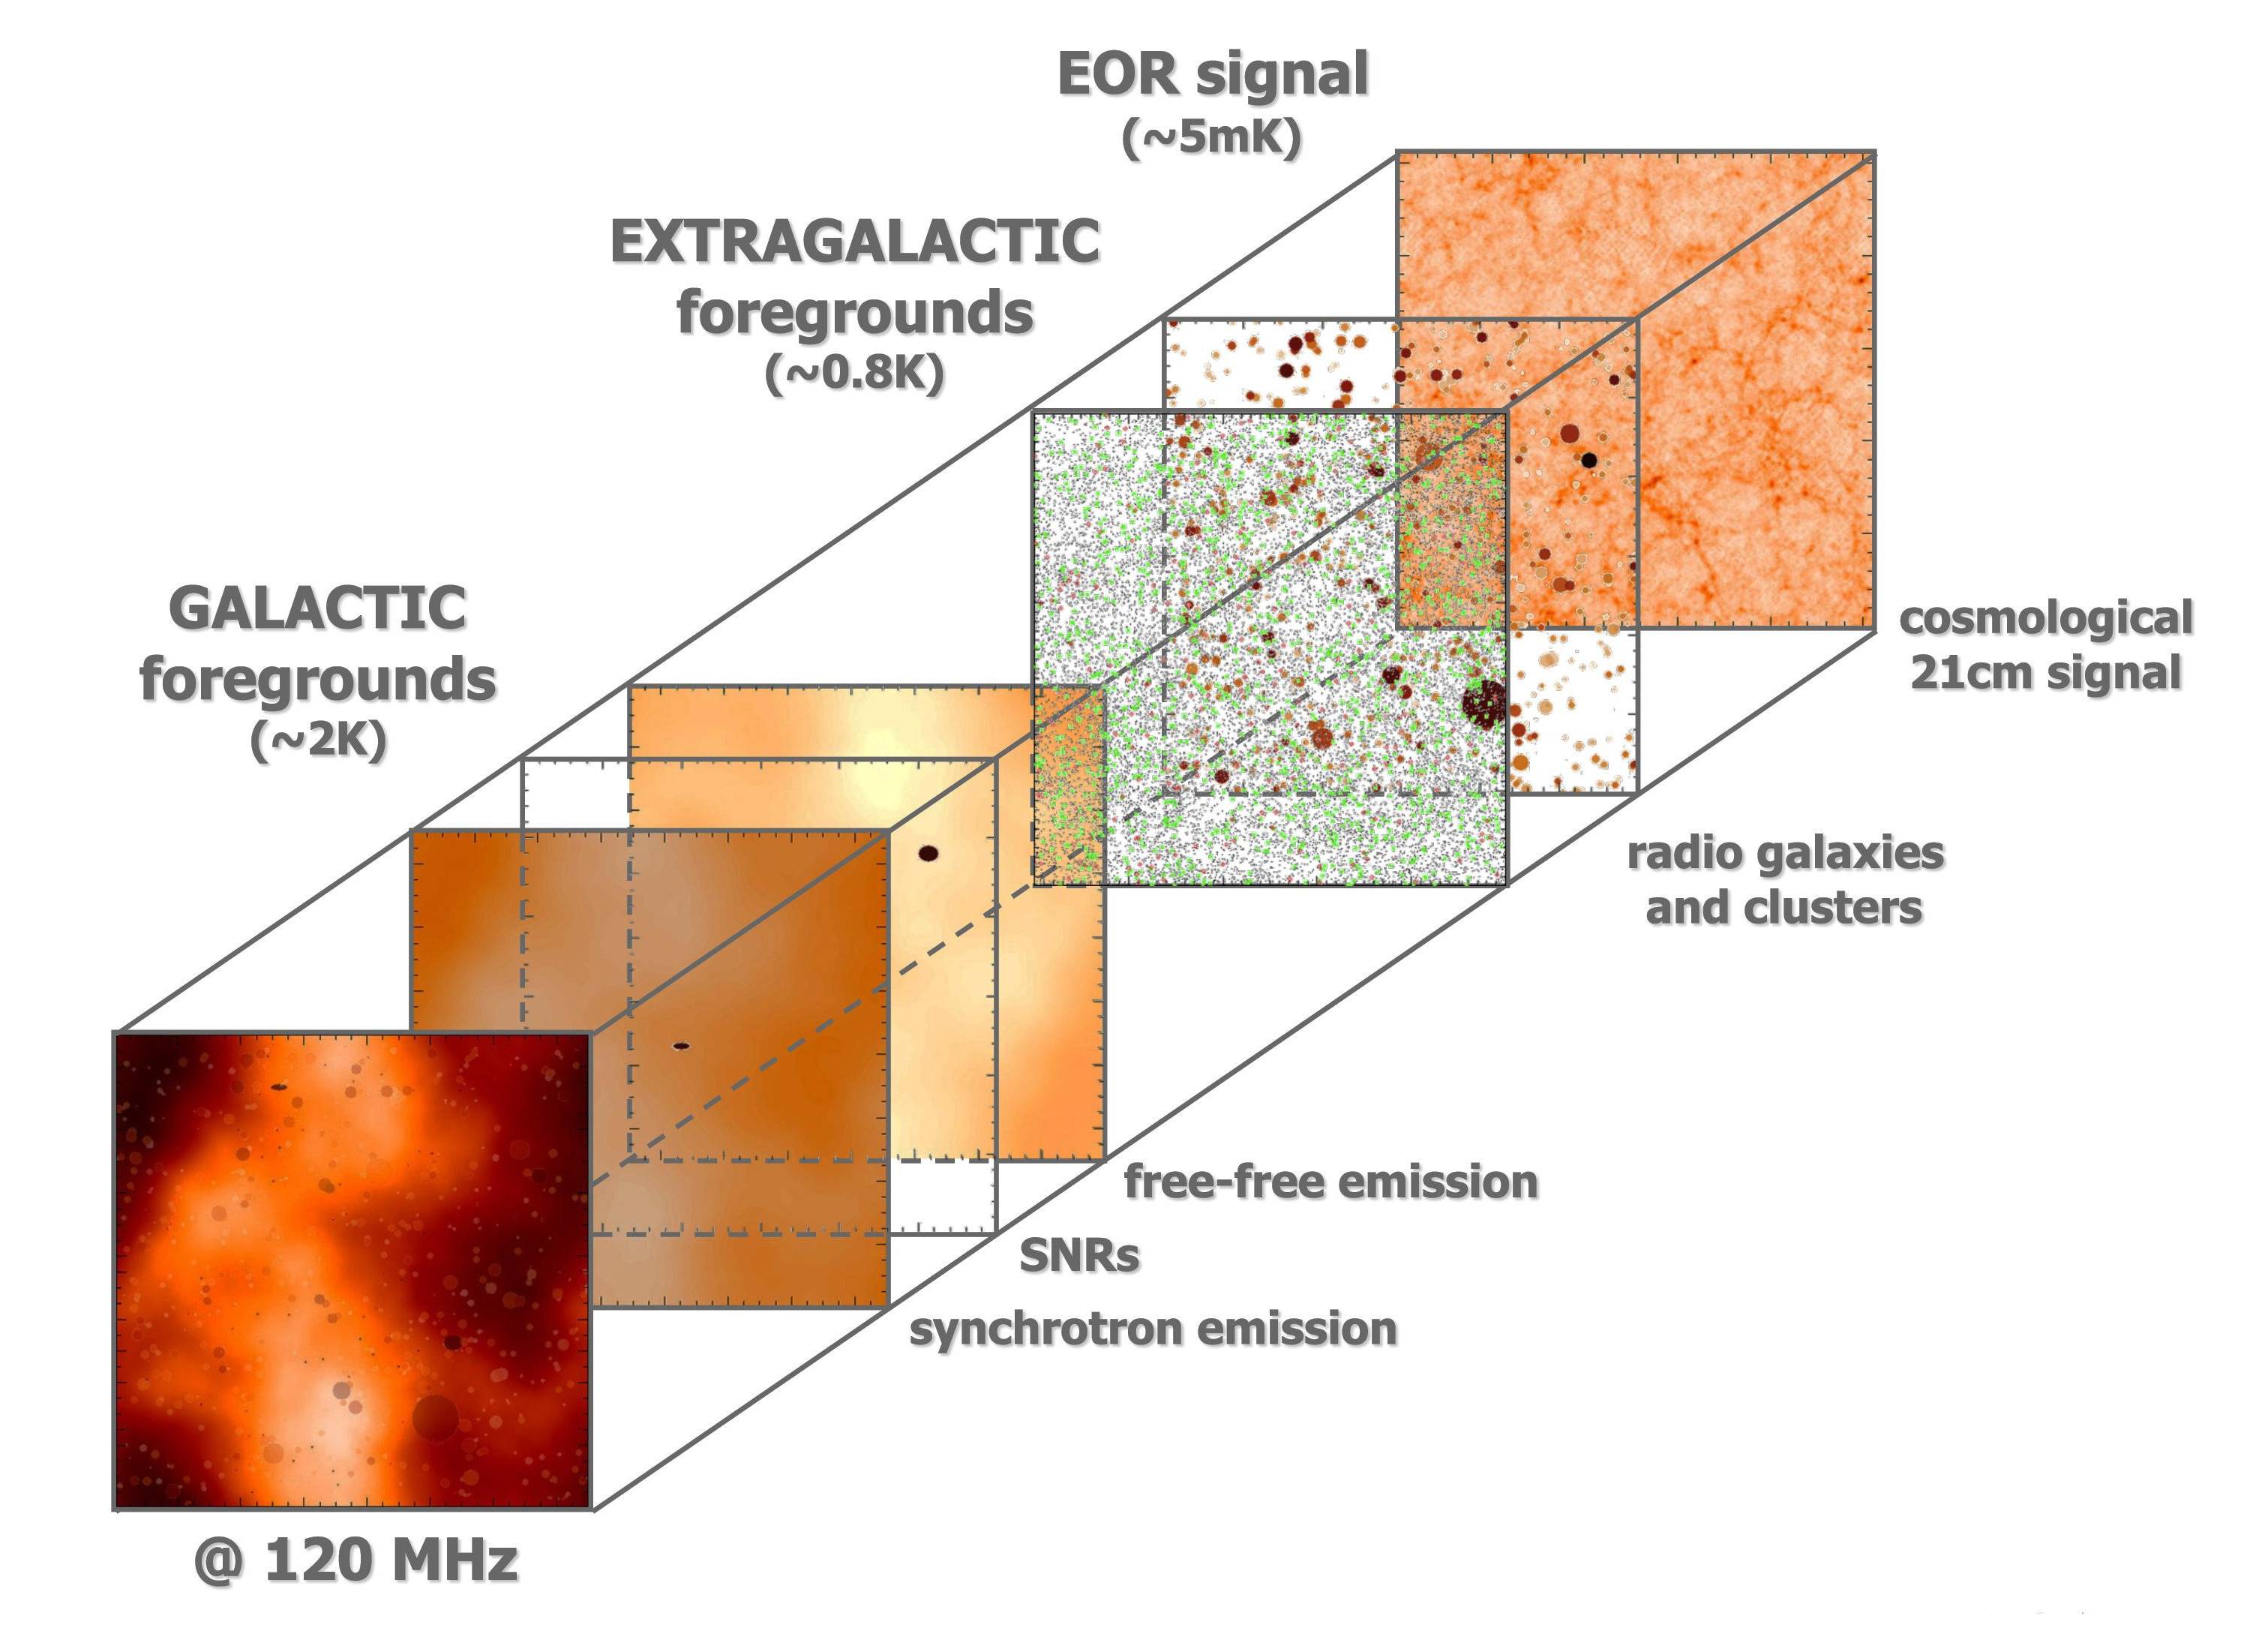 EOR signal
(~5mK)
EXTRAGALACTIC
foregrounds
(~0.8K)
GALACTIC
foregrounds
(~2K)
cosmological
21cm signal
radio galaxies
and clusters
free-free emission
SNRs
synchrotron emission
@ 120 MHz